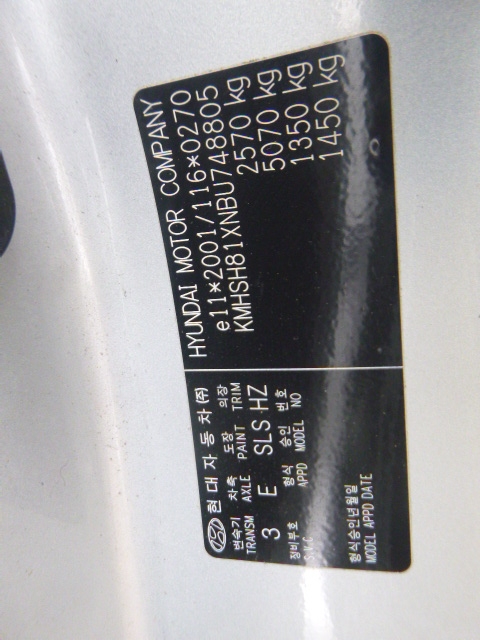 현대자동차(주)
변속기 차축 도장 의장
TRANSM AXLE PAINT TRIM
3 E SLS HZ
정비부호 형식 승인 번호
S.V.C APPD MODEL NO
형식승인년월일
MODEL APPD DATE
HYUNDAI MOTOR COMPANY
e11*2001/116*0270
KMHSH81XNBU748805
2570 kg
5070 kg
1350 kg
1450 kg